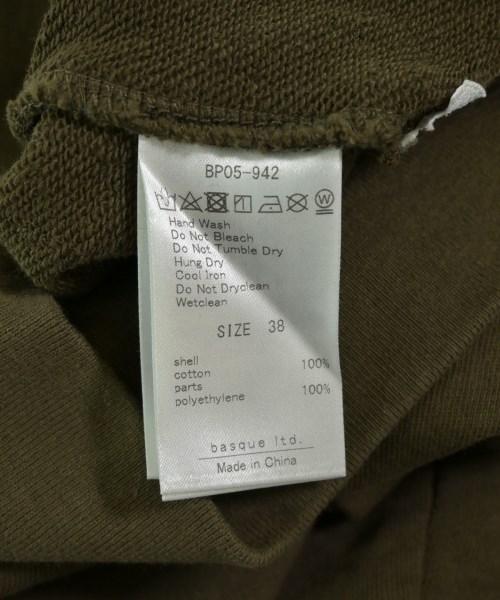 BP05-942
W
Hand Wash
Do Not Bleach
Do Not Tumble Dry
Hung Dry
Cool Iron
Do Not Dryclean
Wetclean
SIZE 38
shell
cotton 100%
parts
polyethylene 100%
basque ltd.
Made in China